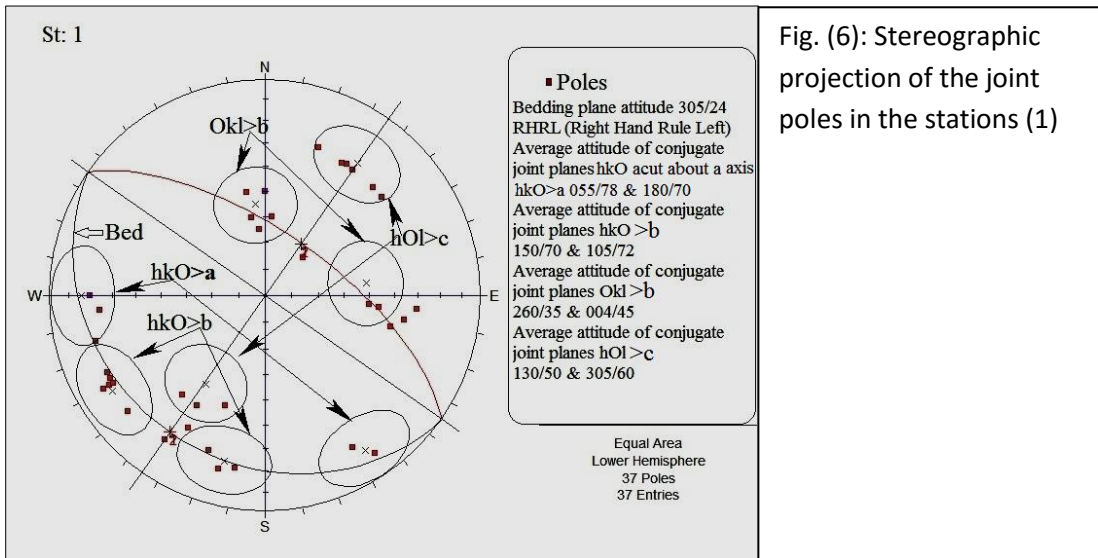 St: 1
N
Okl>b
hOl>c
Bed
hkO>a
W
E
hkO>b
1
2
S
Poles
Bedding plane attitude 305/24
RHRL (Right Hand Rule Left)
Average attitude of conjugate
joint planes hkO acut about a axis
hkO>a 055/78 & 180/70
Average attitude of conjugate
joint planes hkO >b
150/70 & 105/72
Average attitude of conjugate
joint planes Okl >b
260/35 & 004/45
Average attitude of conjugate
joint planes hOl >c
130/50 & 305/60
Equal Area
Lower Hemisphere
37 Poles
37 Entries
Fig. (6): Stereographic
projection of the joint
poles in the stations (1)